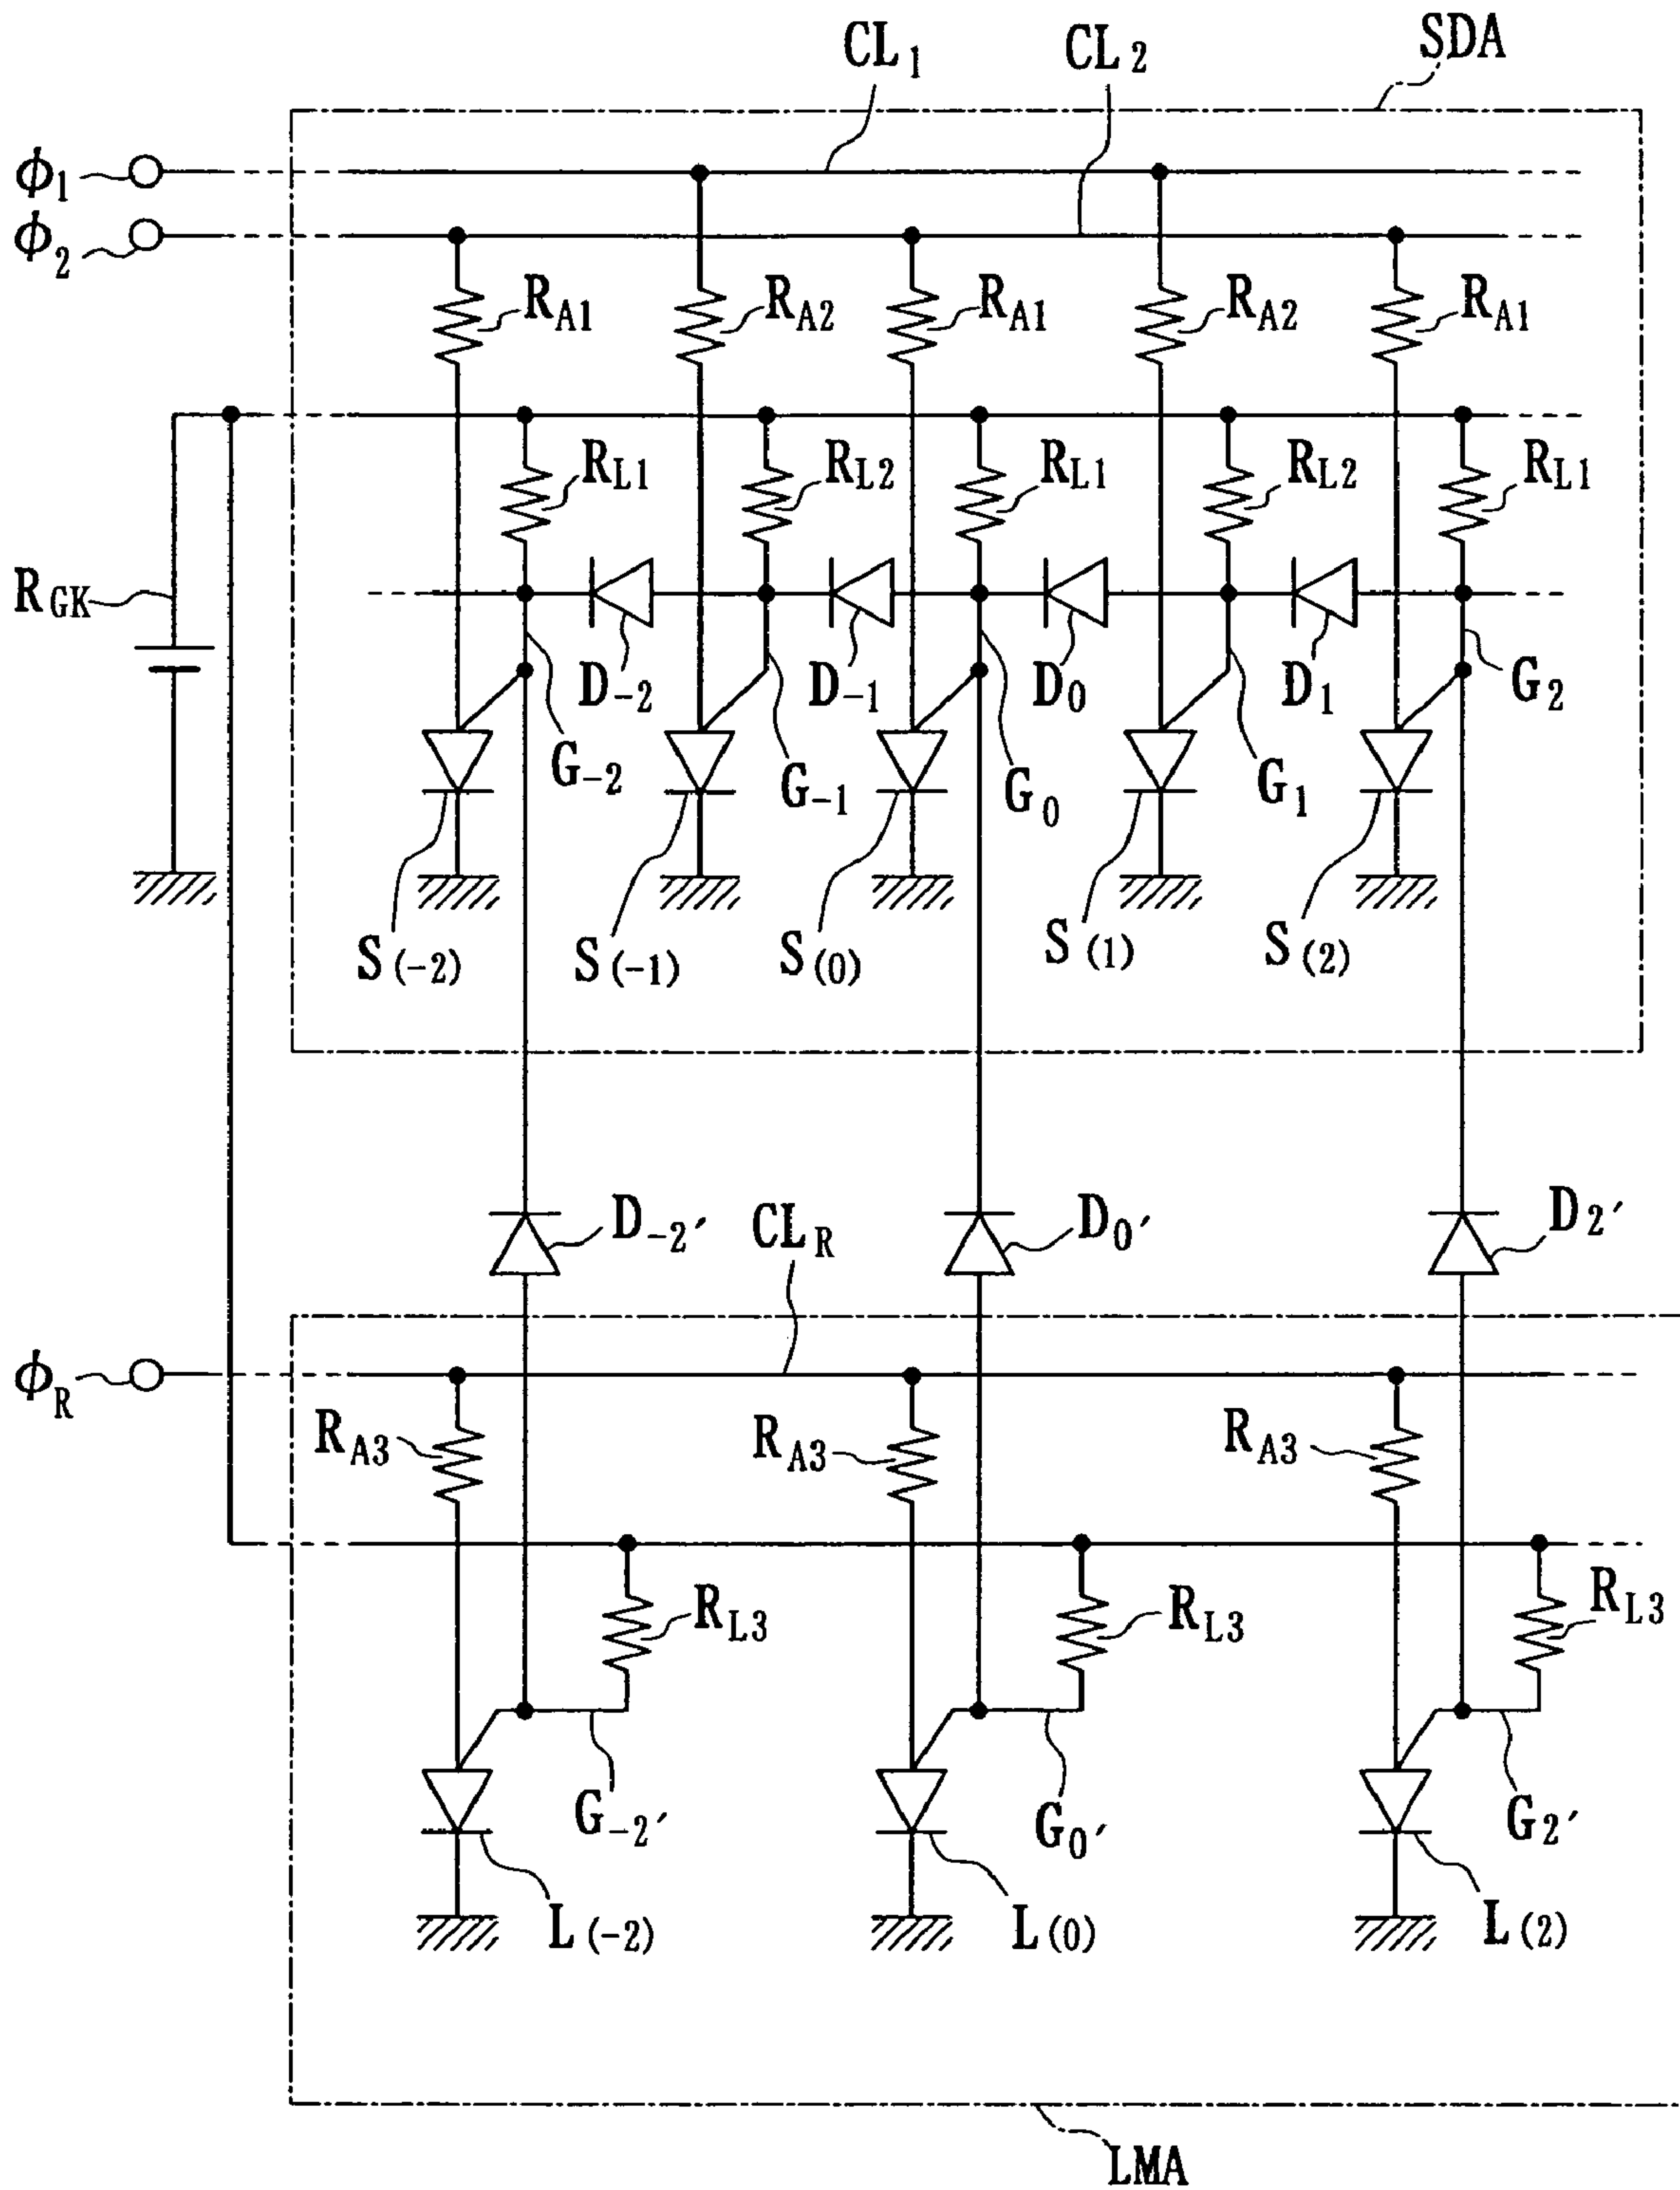 CL1 CL2 SDA
ϕ1
ϕ2
RA1 RA2 RA1 RA2 RA1
RL1 RL2 RL1 RL2 RL1
RGK
D-2 D-1 D0 D1 G2
G-2 G-1 G0 G1
S(-2) S(-1) S(0) S(1) S(2)
D-2′ CLR D0′ D2′
ϕR
RA3 RA3 RA3
RL3 RL3 RL3
G-2′ G0′ G2′
L(-2) L(0) L(2)
LMA